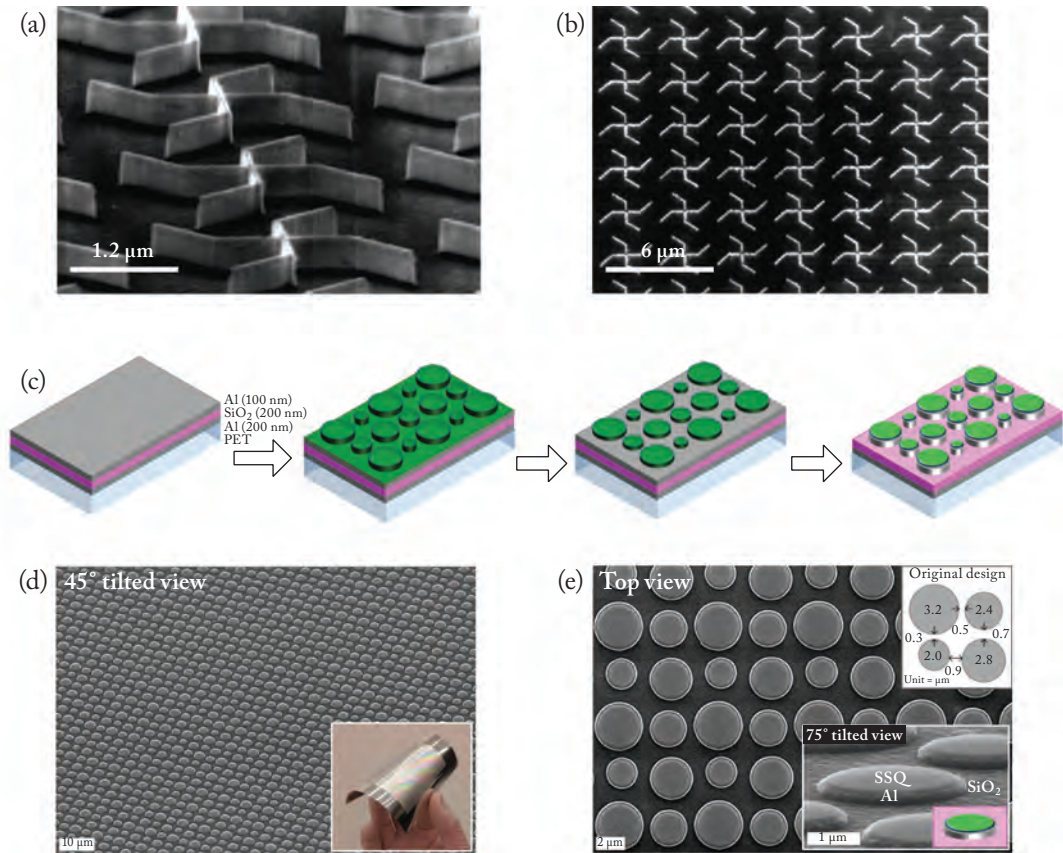 (a)
1.2 μm
(b)
6 μm
(c)
Al (100 nm)
SiO₂ (200 nm)
Al (200 nm)
PET
(d)
45° tilted view
10 μm
(e)
Top view
2 μm
Original design
3.2
2.4
0.3
0.5
0.7
2.0
2.8
0.9
Unit = μm
75° tilted view
SSQ
Al
SiO₂
1 μm